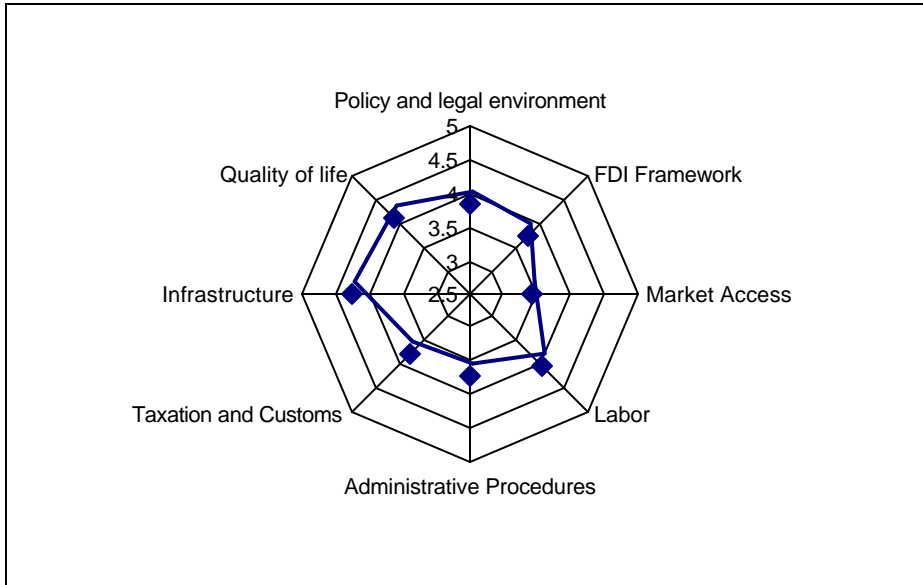 Policy and legal environment
5
4.5
Quality of life
FDI Framework
4
3.5
3
Infrastructure
2.5
Market Access
Taxation and Customs
Labor
Administrative Procedures